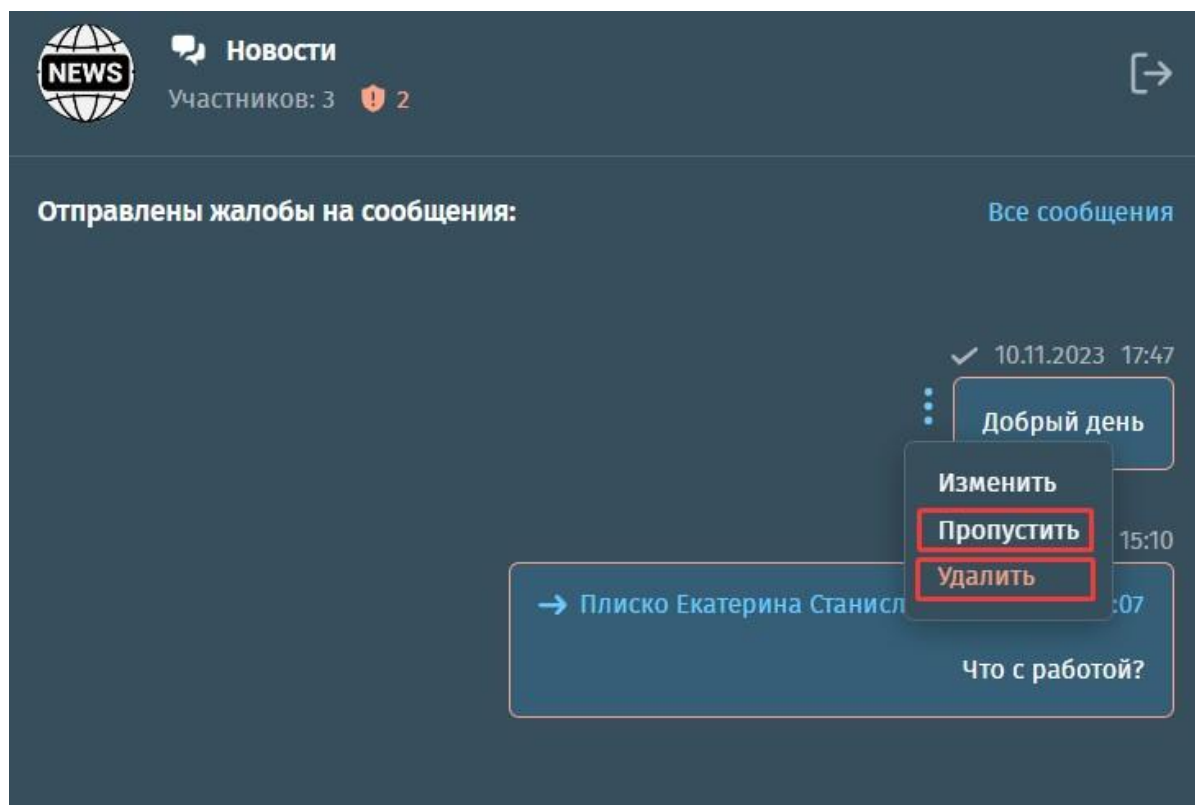 NEWS
Новости
Участников: 3 2
Отправлены жалобы на сообщения:
Все сообщения
10.11.2023 17:47
Добрый день
Изменить
Пропустить
15:10
Удалить
→ Плиско Екатерина :07
Что с работой?